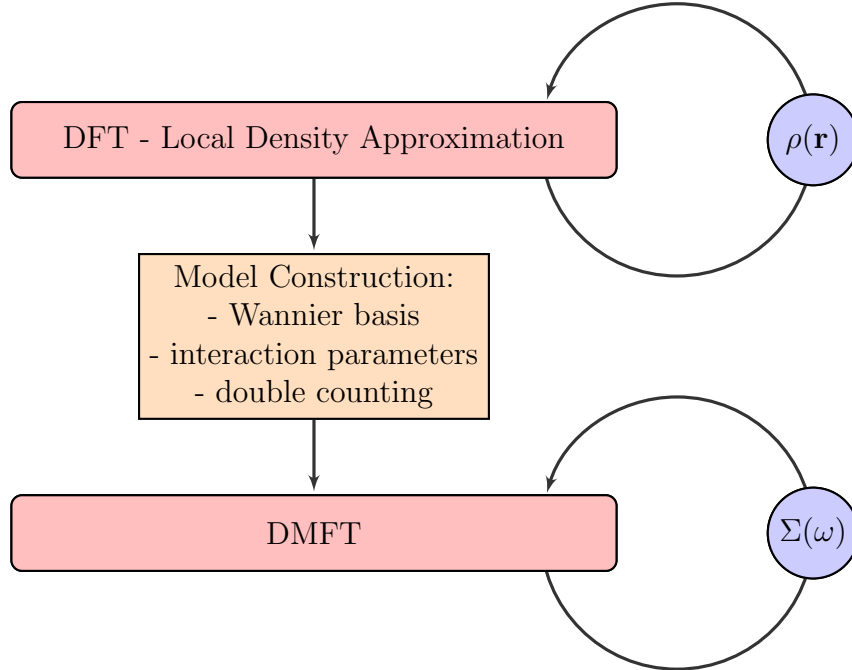 DFT - Local Density Approximation
ρ(𝐫)
Model Construction:
- Wannier basis
- interaction parameters
- double counting
DMFT
Σ(ω)